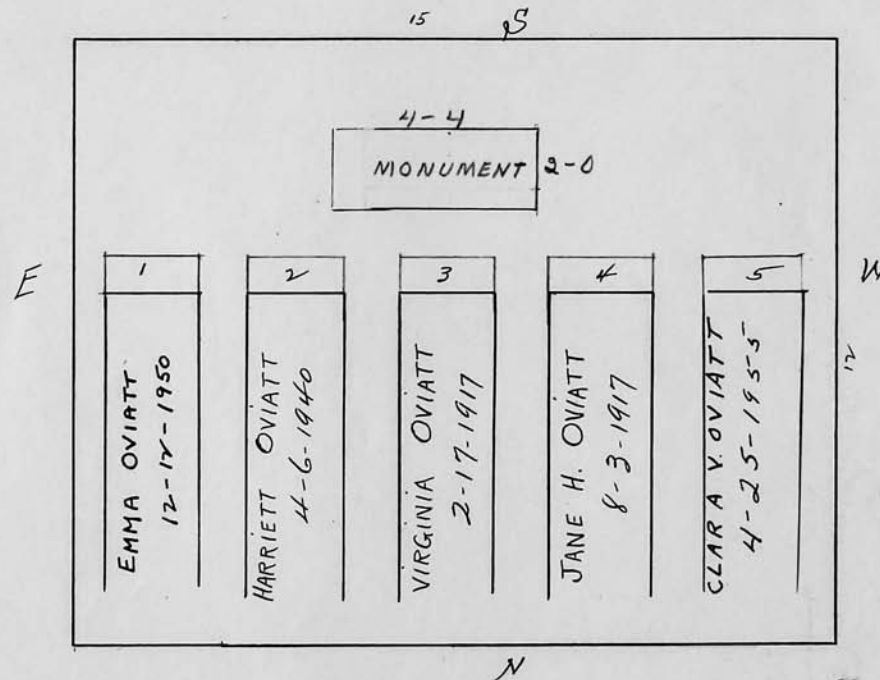 15 S
4-4
MONUMENT 2-0
E 1 2 3 4 5 W
12
EMMA OVIATT
12-12-1950
HARRIETT OVIATT
4-6-1940
VIRGINIA OVIATT
2-17-1917
JANE H. OVIATT
8-3-1917
CLARA V. OVIATT
4-25-1955
N